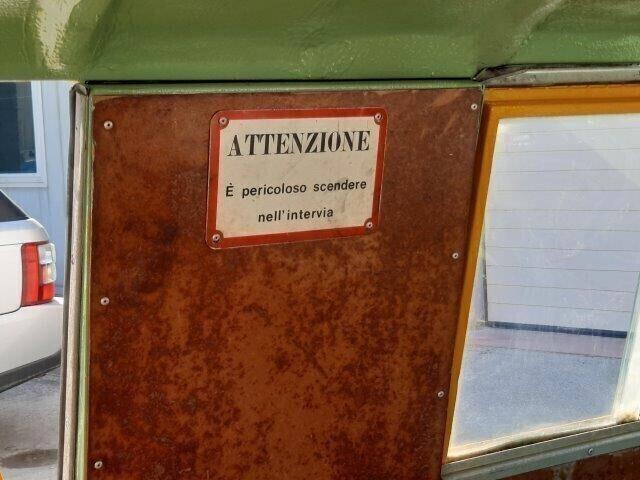 ATTENZIONE
È pericoloso scendere
nell'intervia